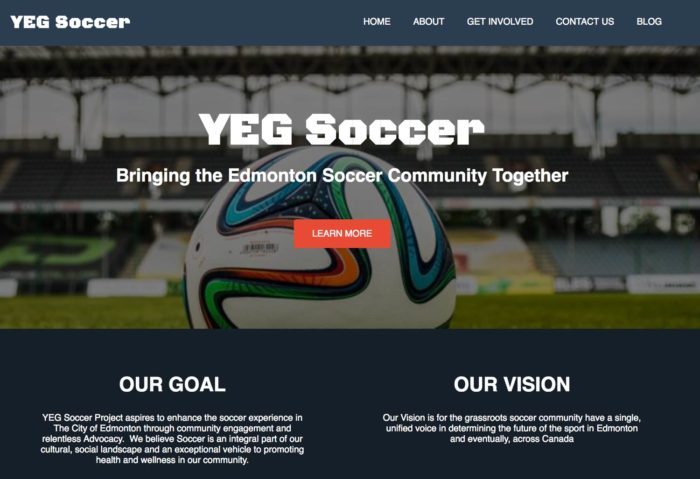 YEG Soccer
HOME ABOUT GET INVOLVED CONTACT US BLOG
YEG Soccer
Bringing the Edmonton Soccer Community Together
LEARN MORE
OUR GOAL
YEG Soccer Project aspires to enhance the soccer experience in
The City of Edmonton through community engagement and
relentless Advocacy.  We believe Soccer is an integral part of our
cultural, social landscape and an exceptional vehicle to promoting
health and wellness in our community.
OUR VISION
Our Vision is for the grassroots soccer community have a single,
unified voice in determining the future of the sport in Edmonton
and eventually, across Canada